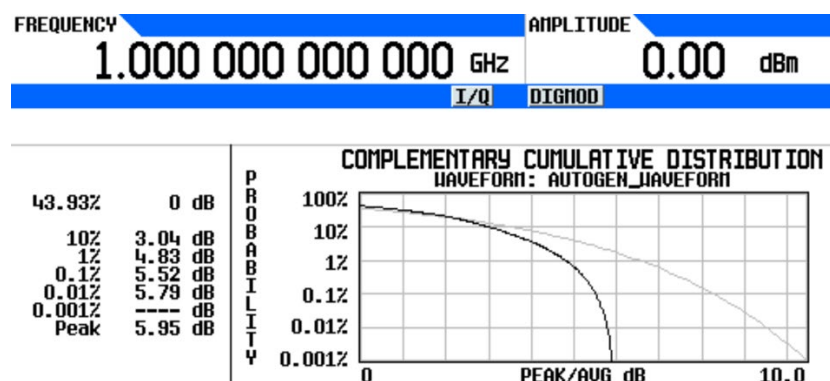 FREQUENCY
AMPLITUDE
1.000 000 000 000 GHz
0.00 dBm
I/Q
DIGMOD
COMPLEMENTARY CUMULATIVE DISTRIBUTION
WAVEFORM: AUTOGEN_WAVEFORM
43.93% 0 dB
10% 3.04 dB
1% 4.83 dB
0.1% 5.52 dB
0.01% 5.79 dB
0.001% ---- dB
Peak 5.95 dB
PROBABILITY
100%
10%
1%
0.1%
0.01%
0.001%
0 PEAK/AVG dB 10.0